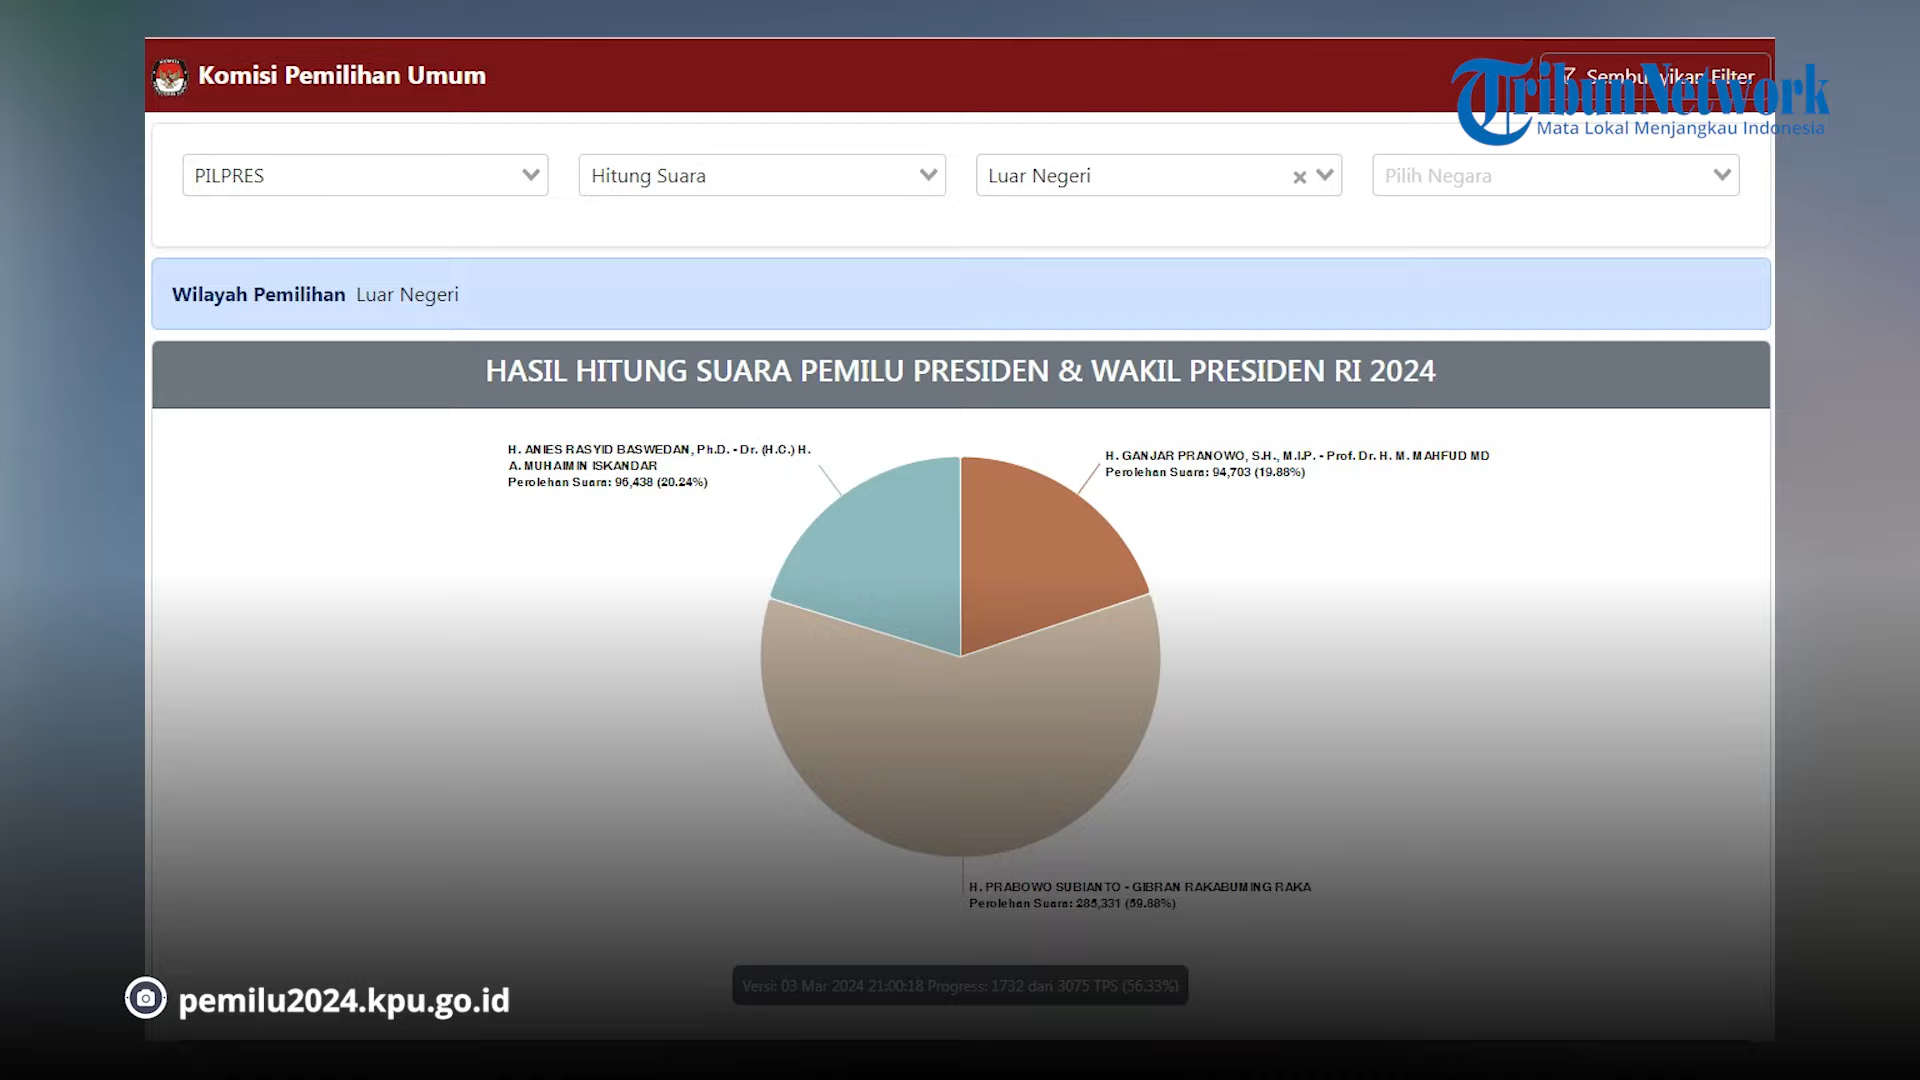 Komisi Pemilihan Umum
Sembunyikan Filter
TribunNetwork
Mata Lokal Menjangkau Indonesia
PILPRES
Hitung Suara
Luar Negeri
Pilih Negara
Wilayah Pemilihan Luar Negeri
HASIL HITUNG SUARA PEMILU PRESIDEN & WAKIL PRESIDEN RI 2024
H. ANIES RASYID BASWEDAN, Ph.D. - Dr. (H.C.) H.
A. MUHAIMIN ISKANDAR
Perolehan Suara: 96,438 (20.24%)
H. GANJAR PRANOWO, S.H., M.I.P. - Prof. Dr. H. M. MAHFUD MD
Perolehan Suara: 94,703 (19.88%)
H. PRABOWO SUBIANTO - GIBRAN RAKABUMING RAKA
Perolehan Suara: 285,331 (59.88%)
Versi: 03 Mar 2024 21:00:18 Progress: 1732 dari 3075 TPS (56.33%)
pemilu2024.kpu.go.id